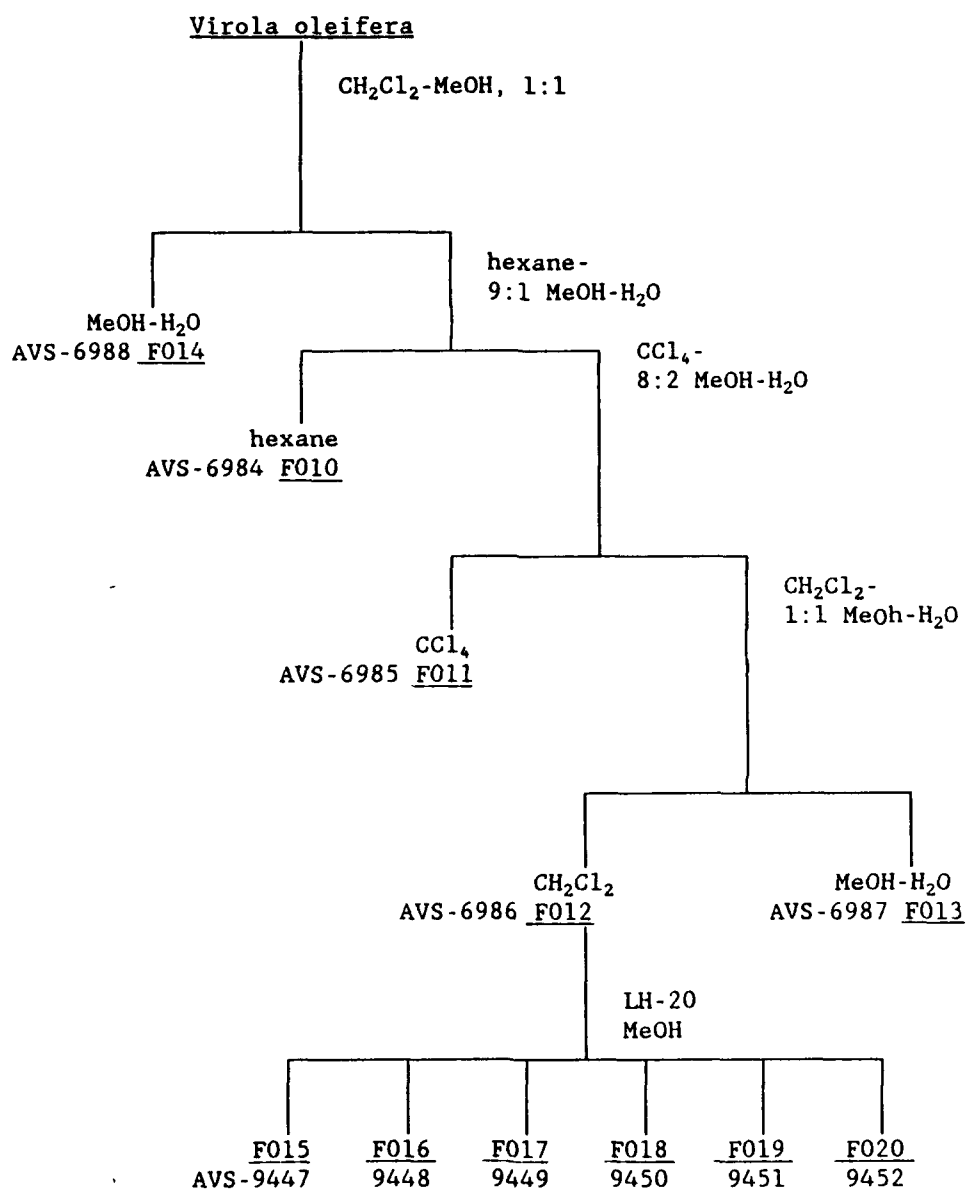 Virola oleifera
CH₂Cl₂-MeOH, 1:1
hexane-
9:1 MeOH-H₂O
MeOH-H₂O
AVS-6988 F014
CCl₄-
8:2 MeOH-H₂O
hexane
AVS-6984 F010
CH₂Cl₂-
1:1 MeOh-H₂O
CCl₄
AVS-6985 F011
CH₂Cl₂
AVS-6986 F012
MeOH-H₂O
AVS-6987 F013
LH-20
MeOH
F015 F016 F017 F018 F019 F020
AVS-9447 9448 9449 9450 9451 9452